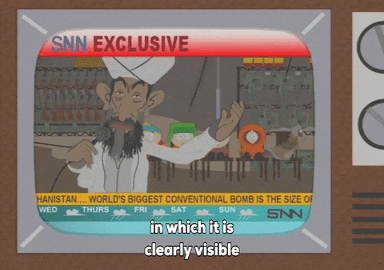 SNN EXCLUSIVE
HANISTAN.... WORLD'S BIGGEST CONVENTIONAL BOMB IS THE SIZE OF
WED THURS FRI SAT SUN SNN
in which it is
clearly visible